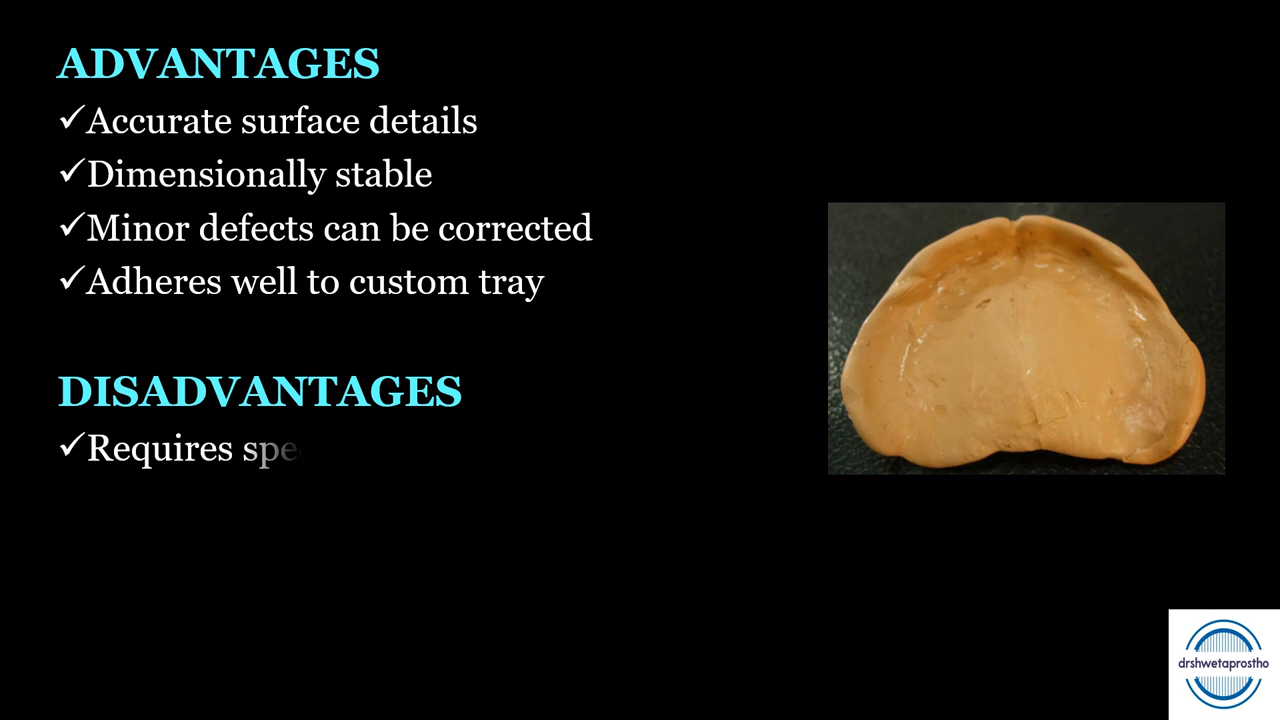 ADVANTAGES
✓Accurate surface details
✓Dimensionally stable
✓Minor defects can be corrected
✓Adheres well to custom tray
DISADVANTAGES
✓Requires spe
drshwetaprostho